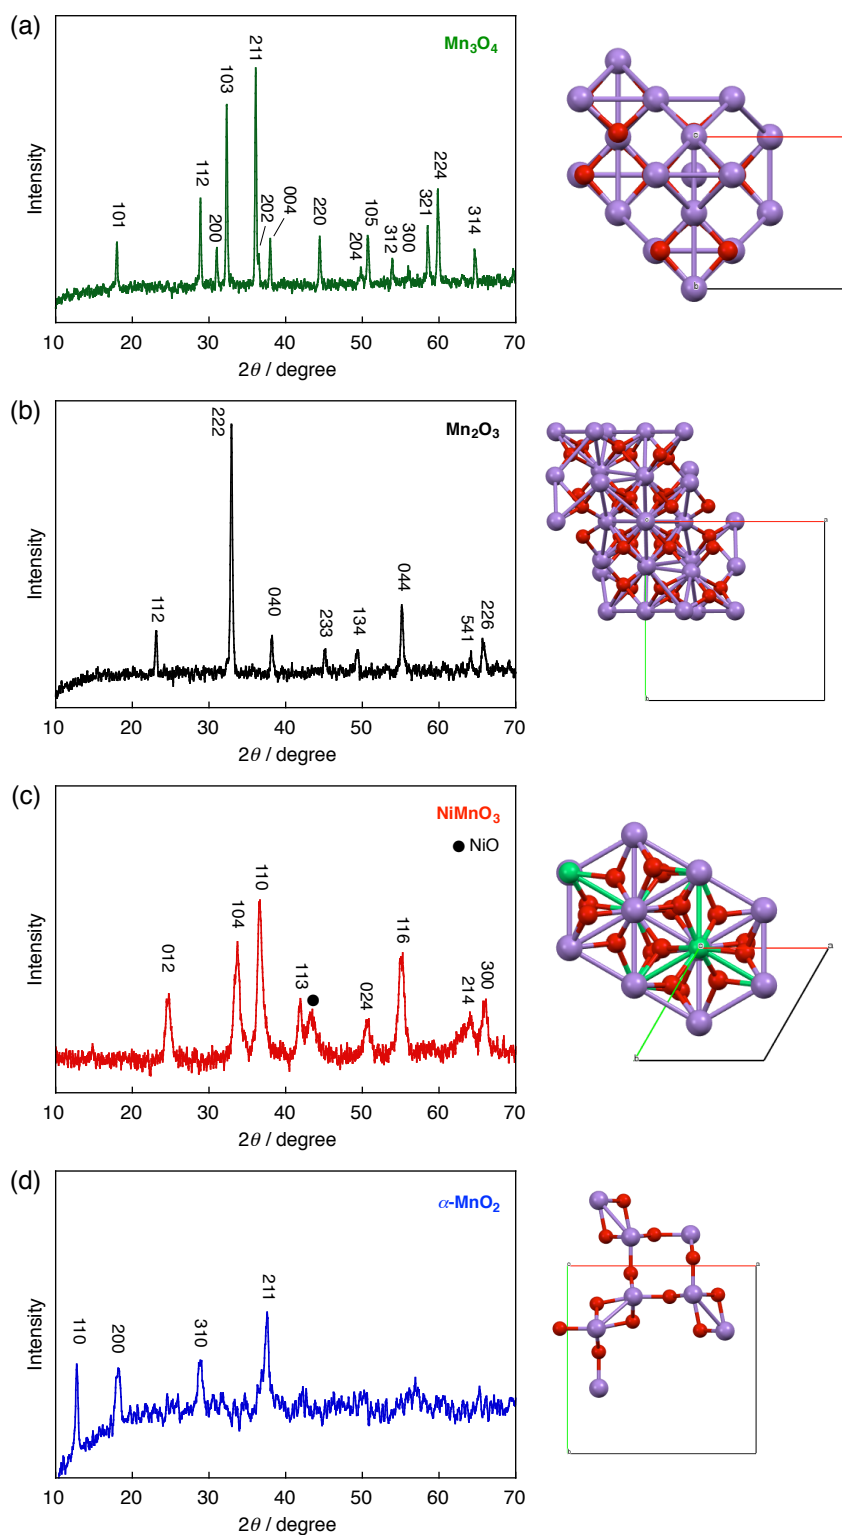 (a)
Mn₃O₄
Intensity
101
112
200
103
211
202
004
220
204
105
312
300
321
224
314
10 20 30 40 50 60 70
2θ / degree
(b)
Mn₂O₃
Intensity
112
222
040
233
134
044
541
226
10 20 30 40 50 60 70
2θ / degree
(c)
NiMnO₃
● NiO
Intensity
012
104
110
113
024
116
214
300
10 20 30 40 50 60 70
2θ / degree
(d)
α-MnO₂
Intensity
110
200
310
211
10 20 30 40 50 60 70
2θ / degree